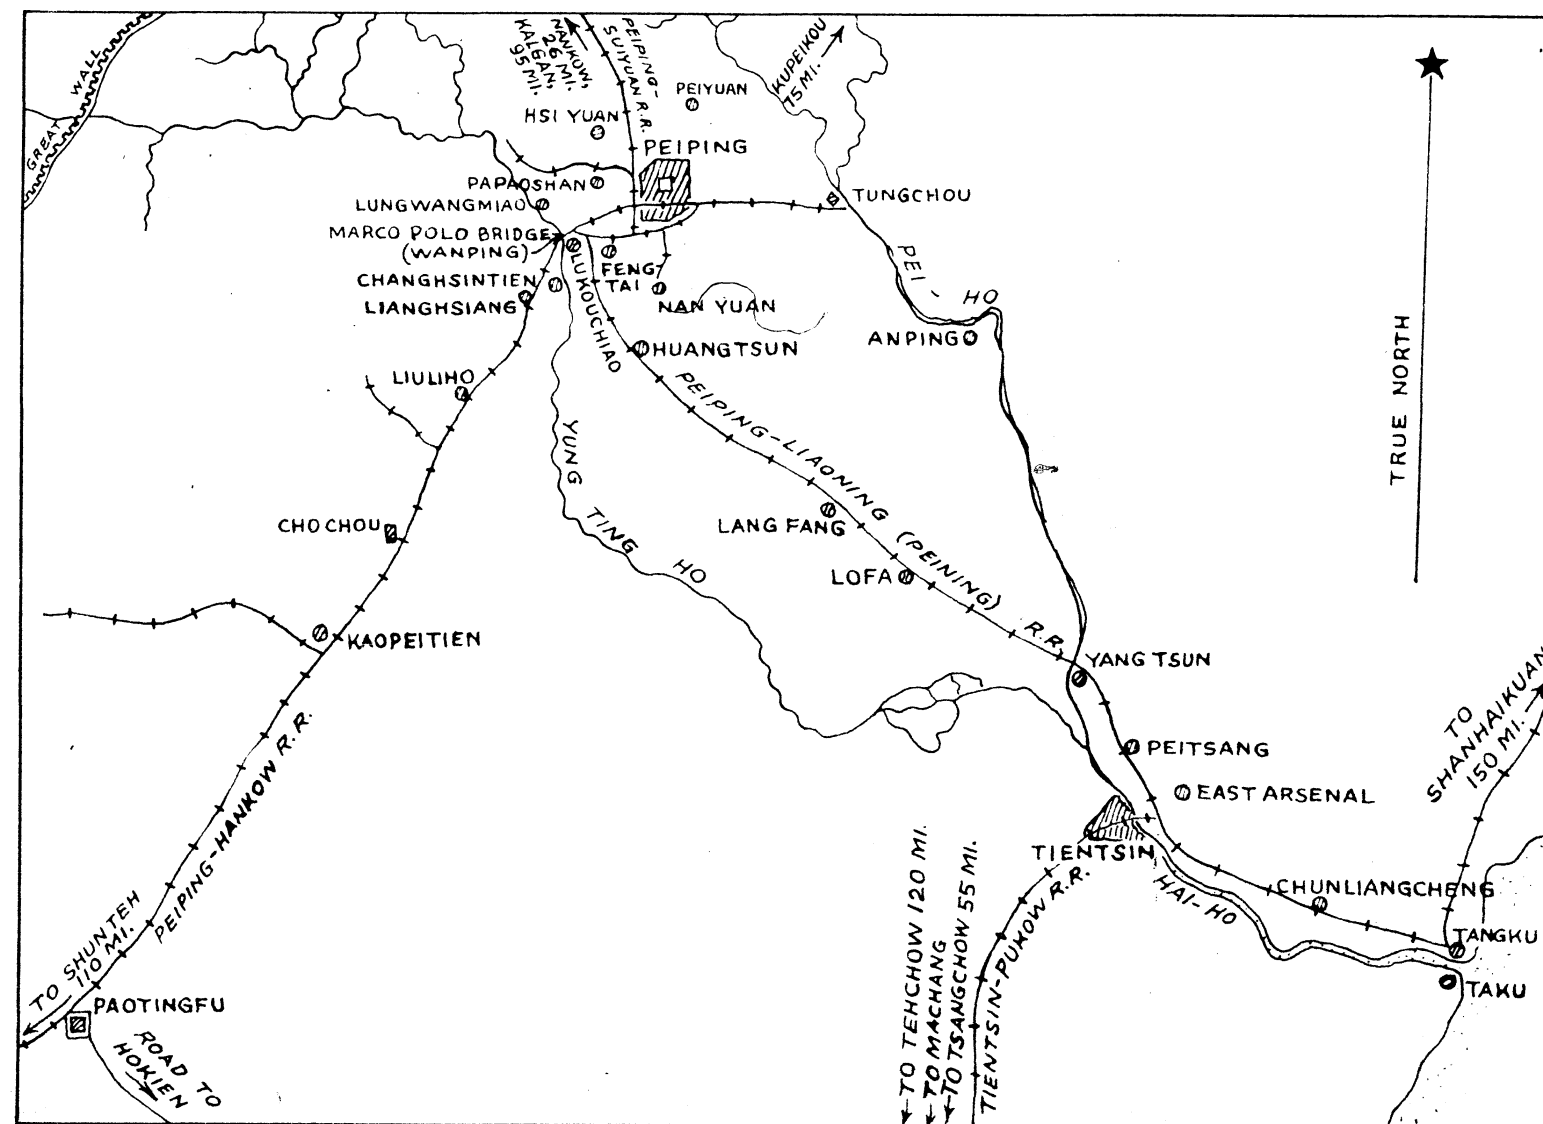 GREAT WALL
NANKOW,
26 MI.
KALGAN,
95 MI.
PEIPING-
SUIYUAN R.R.
KUPEIKOU
75 MI.
PEIYUAN
HSI YUAN
PEIPING
PAPAOSHAN
TUNGCHOU
LUNGWANGMIAO
MARCO POLO BRIDGE
(WANPING)
LUKOUCHIAO
FENG-
TAI
CHANGHSINTIEN
LIANGHSIANG
NAN YUAN
PEI-HO
ANPING
HUANGTSUN
LIULIHO
TRUE NORTH
PEIPING-LIAONING (PEINING) R.R.
YUNG TING HO
CHO CHOU
LANG FANG
LOFA
KAOPEITIEN
YANG TSUN
PEITSANG
EAST ARSENAL
TO
SHANHAIKUAN
150 MI.
PEIPING-HANKOW R.R.
TIENTSIN
HAI-HO
CHUNLIANGCHENG
TANGKU
TAKU
TO SHUNTEH
110 MI.
PAOTINGFU
ROAD TO
HOKIEN
TO TEHCHOW 120 MI.
TO MACHANG
TO TSANGCHOW 55 MI.
TIENTSIN-PUKOW R.R.